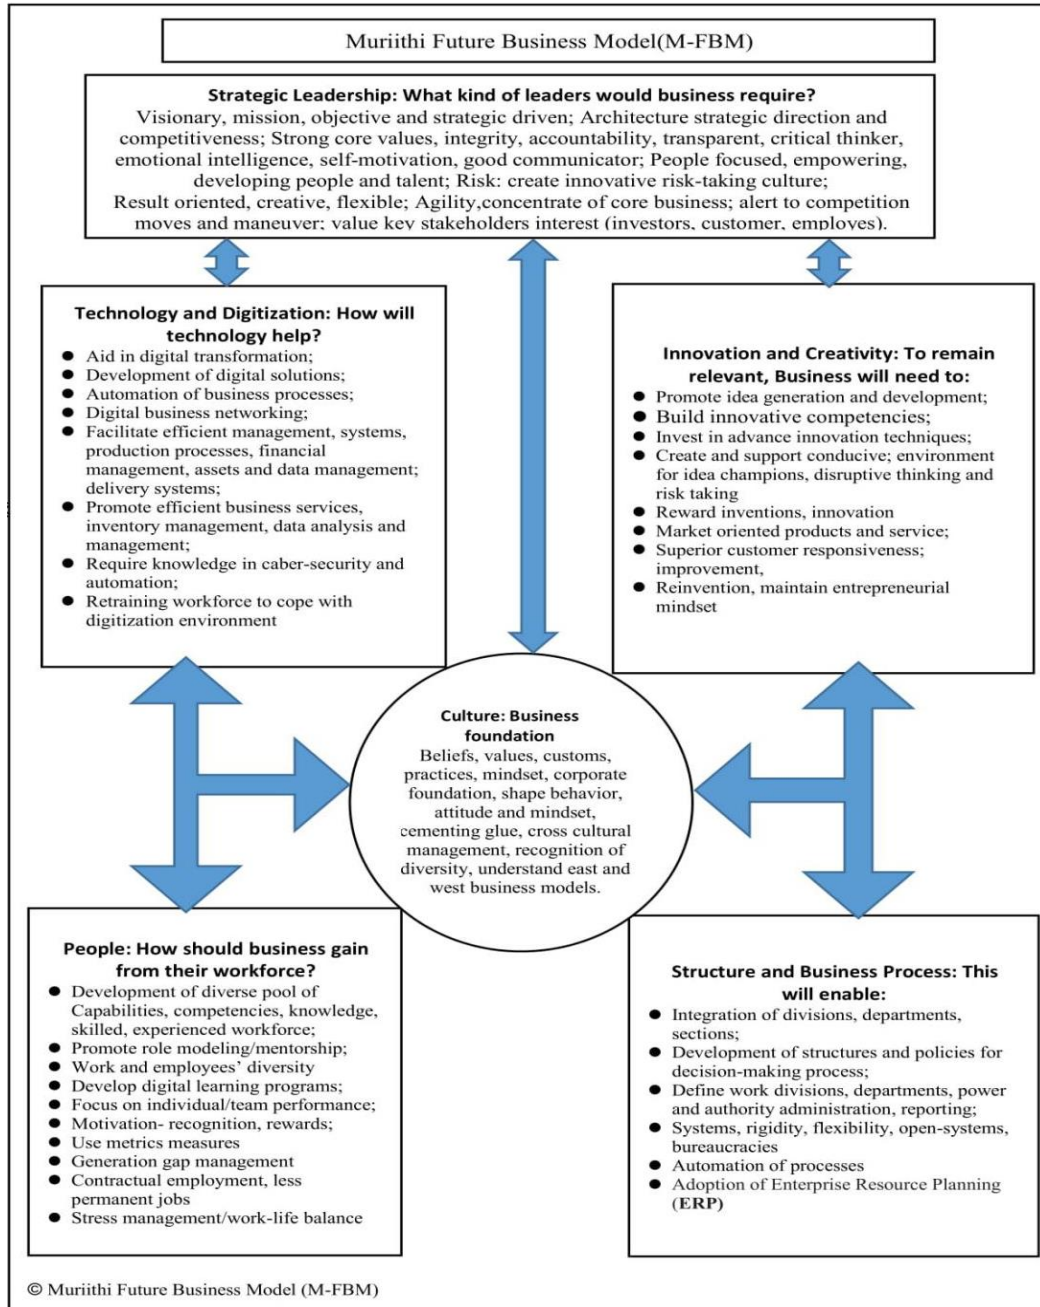 Muriithi Future Business Model(M-FBM)
Strategic Leadership: What kind of leaders would business require?
Visionary, mission, objective and strategic driven; Architecture strategic direction and
competitiveness; Strong core values, integrity, accountability, transparent, critical thinker,
emotional intelligence, self-motivation, good communicator; People focused, empowering,
developing people and talent; Risk: create innovative risk-taking culture;
Result oriented, creative, flexible; Agility,concentrate of core business; alert to competition
moves and maneuver; value key stakeholders interest (investors, customer, employes).
Technology and Digitization: How will
technology help?
● Aid in digital transformation;
● Development of digital solutions;
● Automation of business processes;
● Digital business networking;
● Facilitate efficient management, systems,
production processes, financial
management, assets and data management;
delivery systems;
● Promote efficient business services,
inventory management, data analysis and
management;
● Require knowledge in caber-security and
automation;
● Retraining workforce to cope with
digitization environment
Innovation and Creativity: To remain
relevant, Business will need to:
● Promote idea generation and development;
● Build innovative competencies;
● Invest in advance innovation techniques;
● Create and support conducive; environment
for idea champions, disruptive thinking and
risk taking
● Reward inventions, innovation
● Market oriented products and service;
● Superior customer responsiveness;
improvement,
● Reinvention, maintain entrepreneurial
mindset
Culture: Business
foundation
Beliefs, values, customs,
practices, mindset, corporate
foundation, shape behavior,
attitude and mindset,
cementing glue, cross cultural
management, recognition of
diversity, understand east and
west business models.
People: How should business gain
from their workforce?
● Development of diverse pool of
Capabilities, competencies, knowledge,
skilled, experienced workforce;
● Promote role modeling/mentorship;
● Work and employees’ diversity
● Develop digital learning programs;
● Focus on individual/team performance;
● Motivation- recognition, rewards;
● Use metrics measures
● Generation gap management
● Contractual employment, less
permanent jobs
● Stress management/work-life balance
Structure and Business Process: This
will enable:
● Integration of divisions, departments,
sections;
● Development of structures and policies for
decision-making process;
● Define work divisions, departments, power
and authority administration, reporting;
● Systems, rigidity, flexibility, open-systems,
bureaucracies
● Automation of processes
● Adoption of Enterprise Resource Planning
(ERP)
© Muriithi Future Business Model (M-FBM)